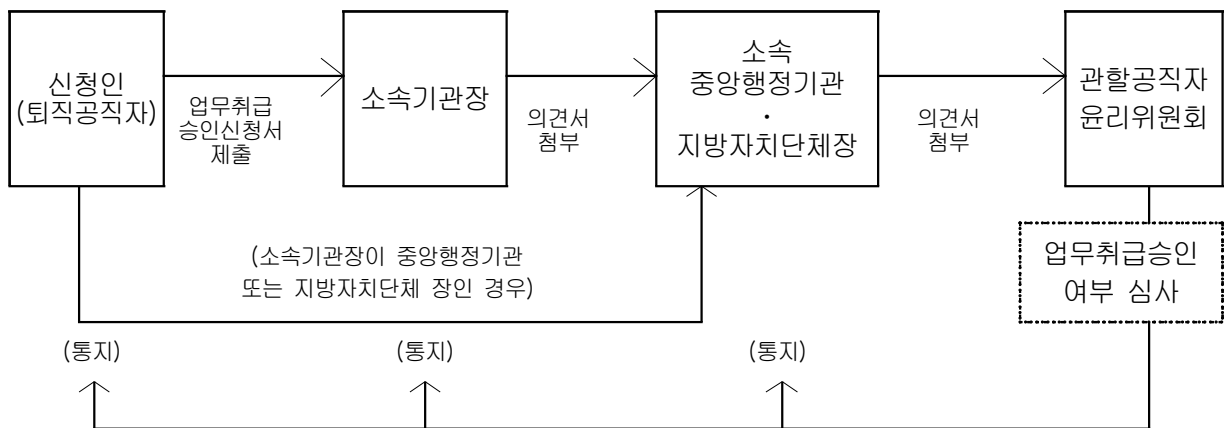 신청인
(퇴직공직자)
업무취급
승인신청서
제출
소속기관장
의견서
첨부
소속
중앙행정기관
·
지방자치단체장
의견서
첨부
관할공직자
윤리위원회
(소속기관장이 중앙행정기관
또는 지방자치단체 장인 경우)
업무취급승인
여부 심사
(통지)
(통지)
(통지)